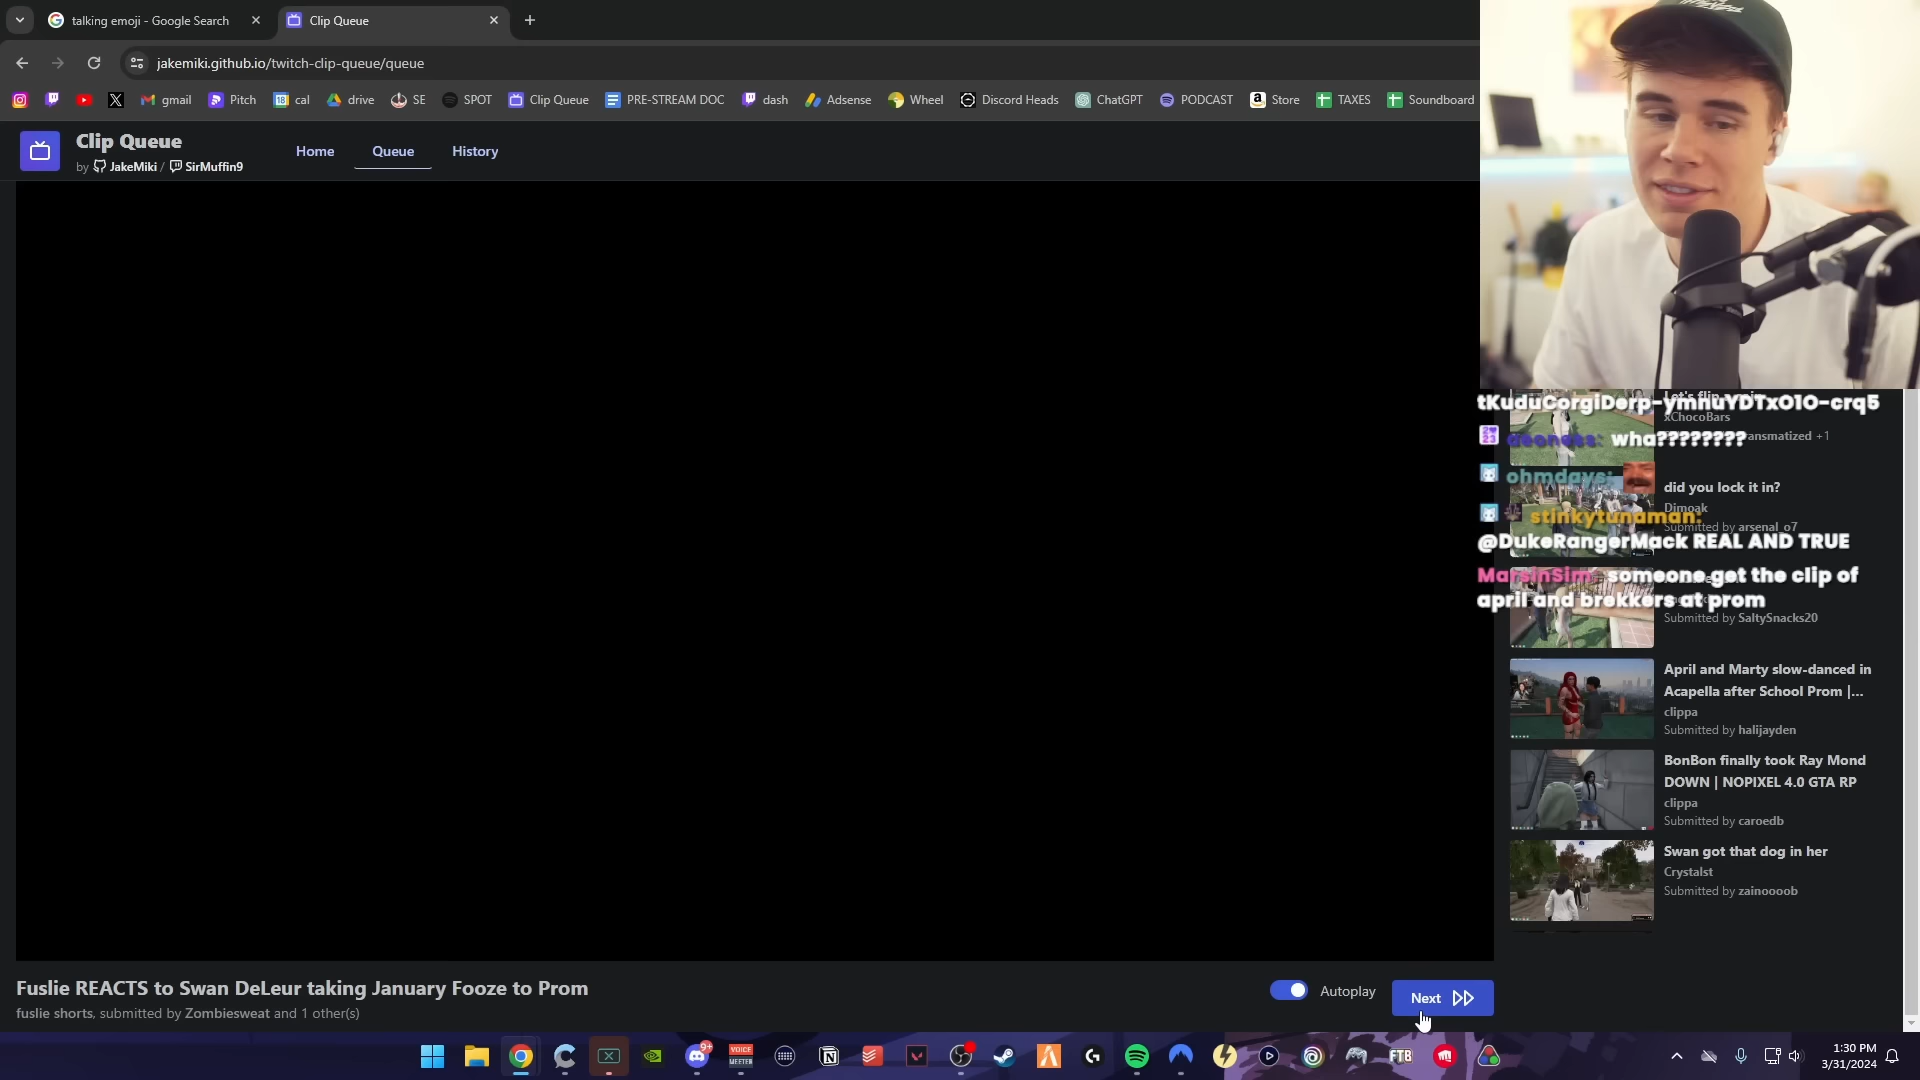 talking emoji - Google Search
Clip Queue
jakemiki.github.io/twitch-clip-queue/queue
gmail
Pitch
cal
drive
SE
SPOT
Clip Queue
PRE-STREAM DOC
dash
Adsense
Wheel
Discord Heads
ChatGPT
PODCAST
Store
TAXES
Soundboard
Clip Queue
by JakeMiki / SirMuffin9
Home
Queue
History
tKuduCorgiDerp-ymhuYDTxO1O-crq5
xChocoBars
ansmatized +1
deoness: wha????????
ohmdays:
did you lock it in?
Dimoak
Submitted by arsenal_o7
stinkytunaman:
@DukeRangerMack REAL AND TRUE
MarsinSim: someone get the clip of
april and brekkers at prom
Submitted by SaltySnacks20
April and Marty slow-danced in
Acapella after School Prom |...
clippa
Submitted by halijayden
BonBon finally took Ray Mond
DOWN | NOPIXEL 4.0 GTA RP
clippa
Submitted by caroedb
Swan got that dog in her
Crystalst
Submitted by zainoooob
Fuslie REACTS to Swan DeLeur taking January Fooze to Prom
fuslie shorts, submitted by Zombiesweat and 1 other(s)
Autoplay
Next
9+
VOICE
MEETER
FTB
1:30 PM
3/31/2024